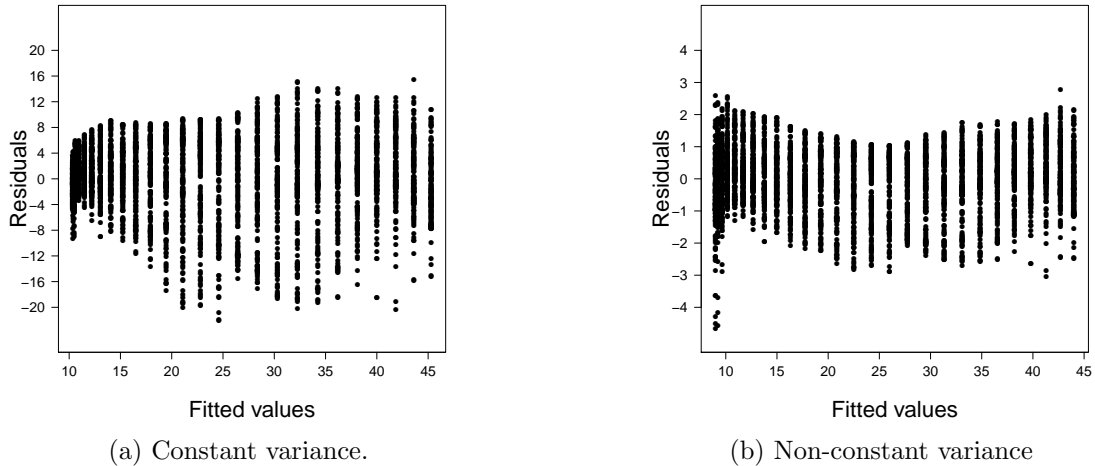 20
16
12
8
4
0
−4
−8
−12
−16
−20
Residuals
10 15 20 25 30 35 40 45
Fitted values
(a) Constant variance.
4
3
2
1
0
−1
−2
−3
−4
Residuals
10 15 20 25 30 35 40 45
Fitted values
(b) Non-constant variance